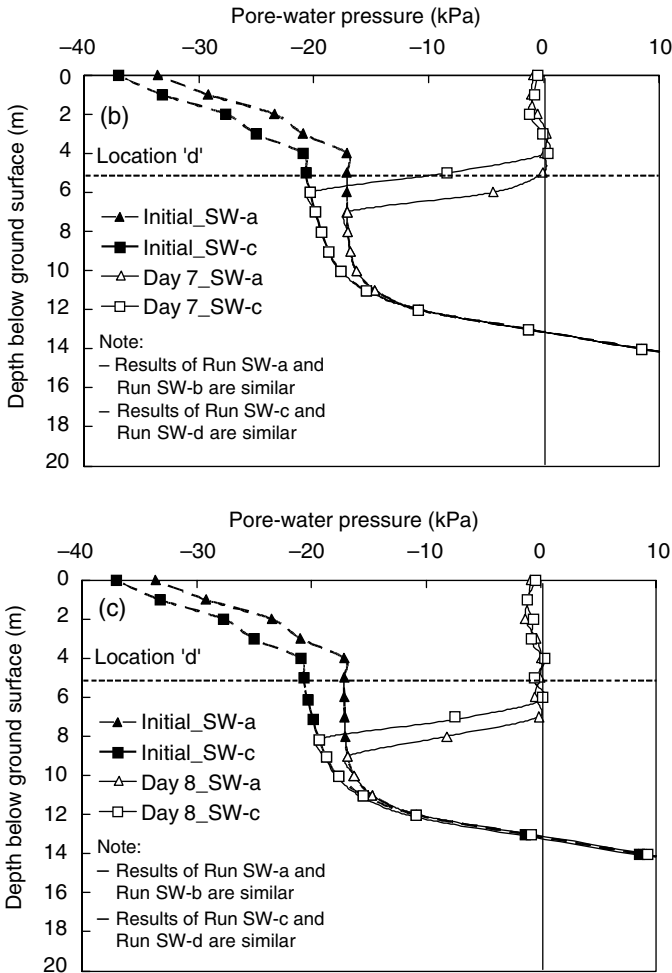 Pore-water pressure (kPa)
−40 −30 −20 −10 0 10
Depth below ground surface (m)
0
2
4
6
8
10
12
14
16
18
20
(b)
Location 'd'
Initial_SW-a
Initial_SW-c
Day 7_SW-a
Day 7_SW-c
Note:
– Results of Run SW-a and
Run SW-b are similar
– Results of Run SW-c and
Run SW-d are similar
Pore-water pressure (kPa)
−40 −30 −20 −10 0 10
Depth below ground surface (m)
0
2
4
6
8
10
12
14
16
18
20
(c)
Location 'd'
Initial_SW-a
Initial_SW-c
Day 8_SW-a
Day 8_SW-c
Note:
– Results of Run SW-a and
Run SW-b are similar
– Results of Run SW-c and
Run SW-d are similar